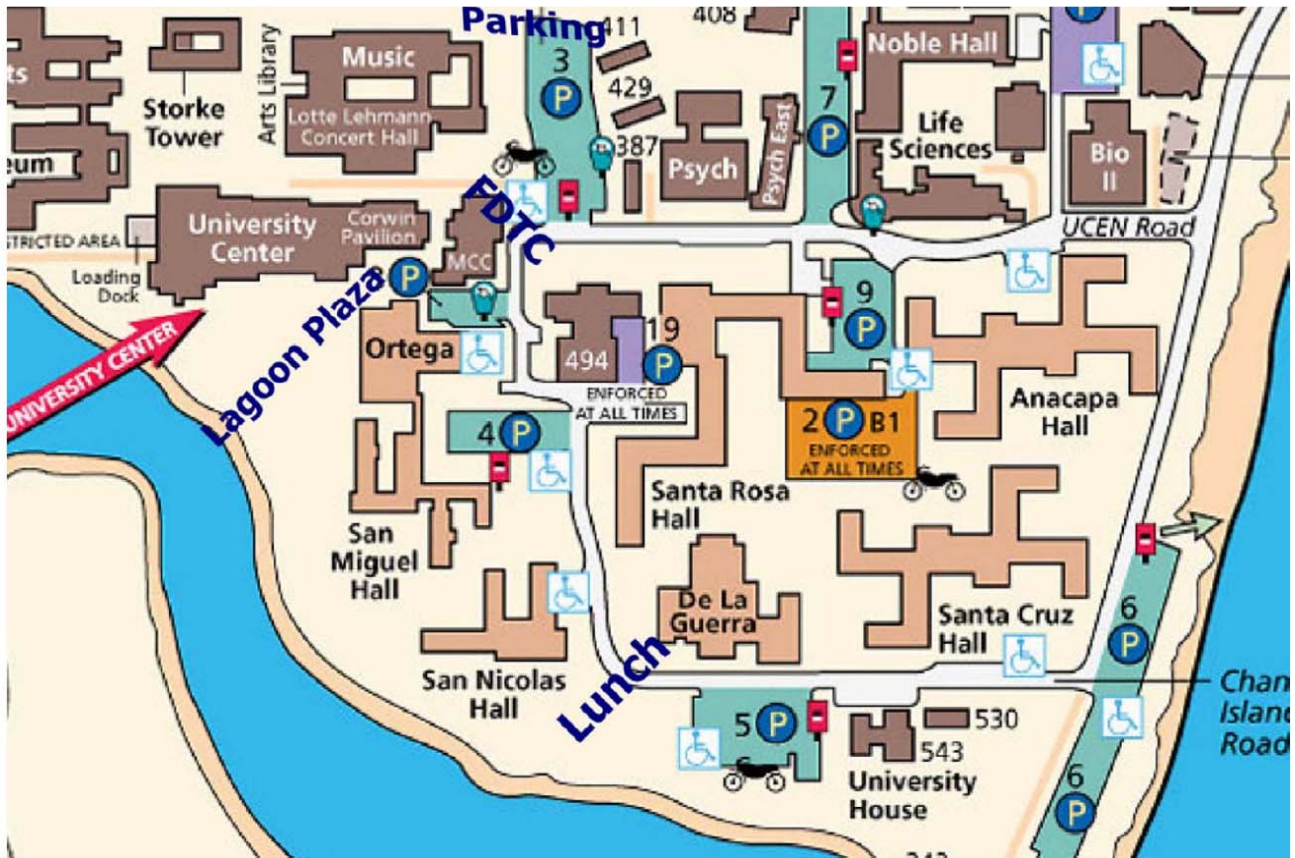 Parking
411
408
Noble Hall
P
Music
Arts Library
Lotte Lehmann
Concert Hall
Storke
Tower
ts
3
P
429
387
7
P
Psych
Psych East
Life
Sciences
Bio
II
eum
FDTC
University
Center
Corwin
Pavilion
MCC
STRICTED AREA
Loading
Dock
UCEN Road
Lagoon Plaza
P
UNIVERSITY CENTER
Ortega
494
19
P
9
P
ENFORCED
AT ALL TIMES
4 P
2 P B1
ENFORCED
AT ALL TIMES
Anacapa
Hall
Santa Rosa
Hall
San
Miguel
Hall
De La
Guerra
Santa Cruz
Hall
6
P
San Nicolas
Hall
Lunch
5 P
530
543
University
House
Chan
Island
Road
6
P